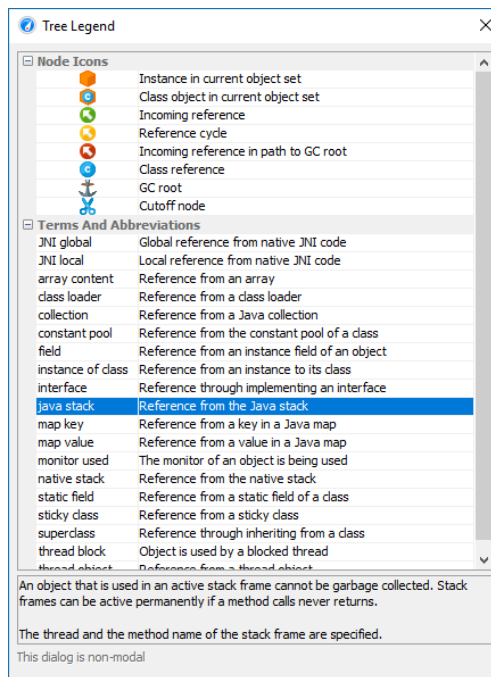 Tree Legend
Node Icons
Instance in current object set
Class object in current object set
Incoming reference
Reference cycle
Incoming reference in path to GC root
Class reference
GC root
Cutoff node
Terms And Abbreviations
JNI global Global reference from native JNI code
JNI local Local reference from native JNI code
array content Reference from an array
class loader Reference from a class loader
collection Reference from a Java collection
constant pool Reference from the constant pool of a class
field Reference from an instance field of an object
instance of class Reference from an instance to its class
interface Reference through implementing an interface
java stack Reference from the Java stack
map key Reference from a key in a Java map
map value Reference from a value in a Java map
monitor used The monitor of an object is being used
native stack Reference from the native stack
static field Reference from a static field of a class
sticky class Reference from a sticky class
superclass Reference through inheriting from a class
thread block Object is used by a blocked thread
thread object Reference from a thread object
An object that is used in an active stack frame cannot be garbage collected. Stack
frames can be active permanently if a method calls never returns.
The thread and the method name of the stack frame are specified.
This dialog is non-modal